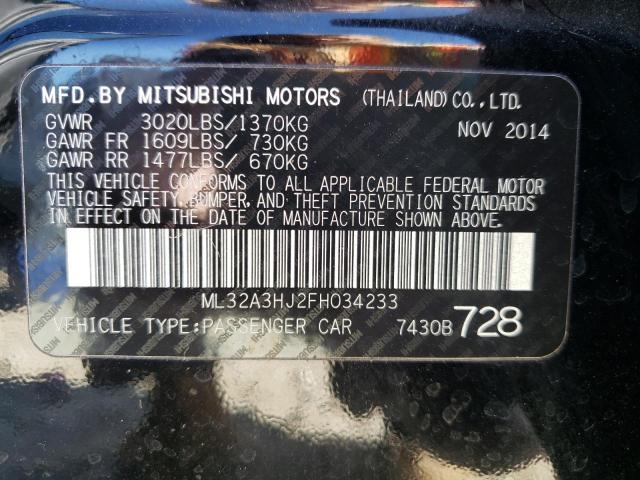 MFD.BY MITSUBISHI MOTORS (THAILAND)CO.,LTD.
GVWR 3020LBS/1370KG NOV 2014
GAWR FR 1609LBS/ 730KG
GAWR RR 1477LBS/ 670KG
THIS VEHICLE CONFORMS TO ALL APPLICABLE FEDERAL MOTOR
VEHICLE SAFETY, BUMPER, AND THEFT PREVENTION STANDARDS
IN EFFECT ON THE DATE OF MANUFACTURE SHOWN ABOVE.
ML32A3HJ2FH034233
VEHICLE TYPE:PASSENGER CAR 7430B 728